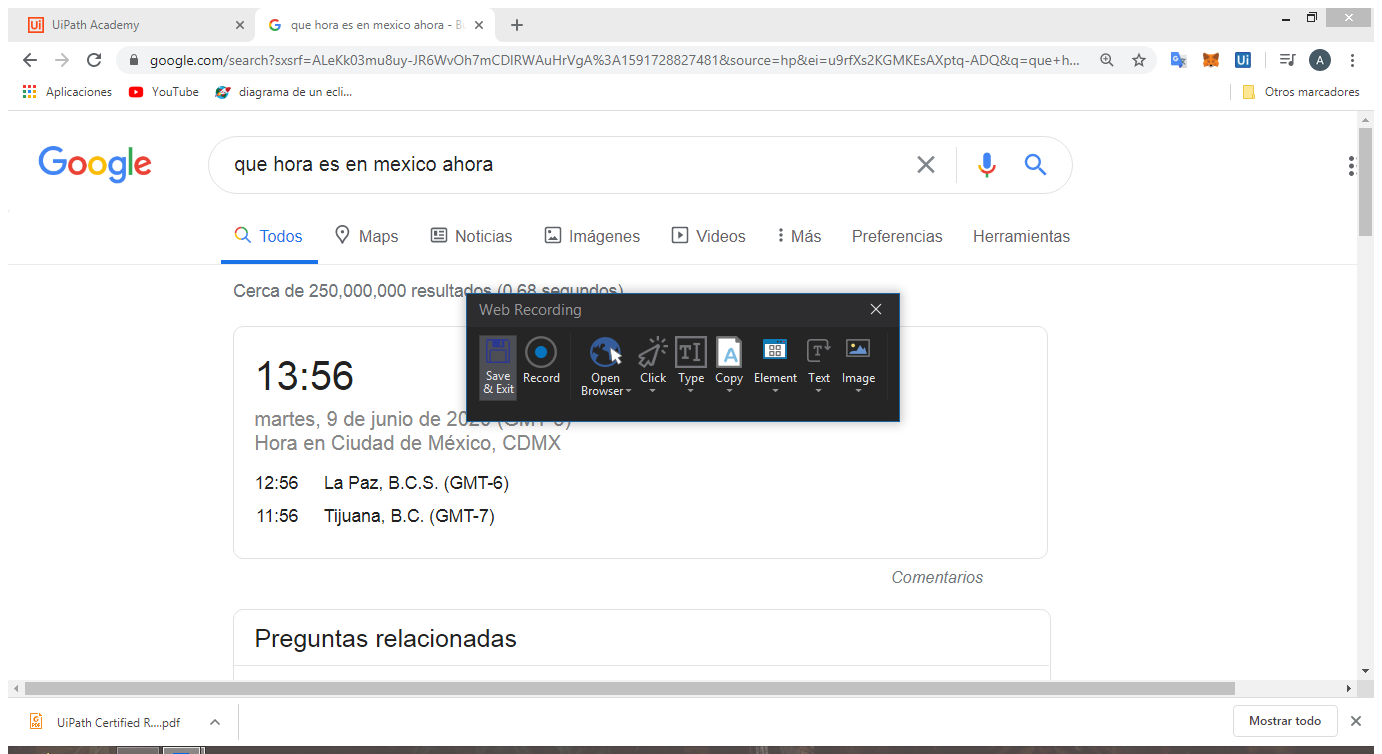 UiPath Academy
que hora es en mexico ahora - Bu
google.com/search?sxsrf=ALeKk03mu8uy-JR6WvOh7mCDlRWAuHrVgA%3A1591728827481&source=hp&ei=u9rfXs2KGMKEsAXptq-ADQ&q=que+h...
A
Aplicaciones
YouTube
diagrama de un ecli...
Otros marcadores
Google
que hora es en mexico ahora
Todos
Maps
Noticias
Imágenes
Videos
Más
Preferencias
Herramientas
Cerca de 250,000,000 resultados (0.68 segundos)
Web Recording
Save & Exit
Record
Open Browser
Click
Type
Copy
Element
Text
Image
13:56
martes, 9 de junio de 2020 (GMT-5)
Hora en Ciudad de México, CDMX
12:56 La Paz, B.C.S. (GMT-6)
11:56 Tijuana, B.C. (GMT-7)
Comentarios
Preguntas relacionadas
UiPath Certified R....pdf
Mostrar todo